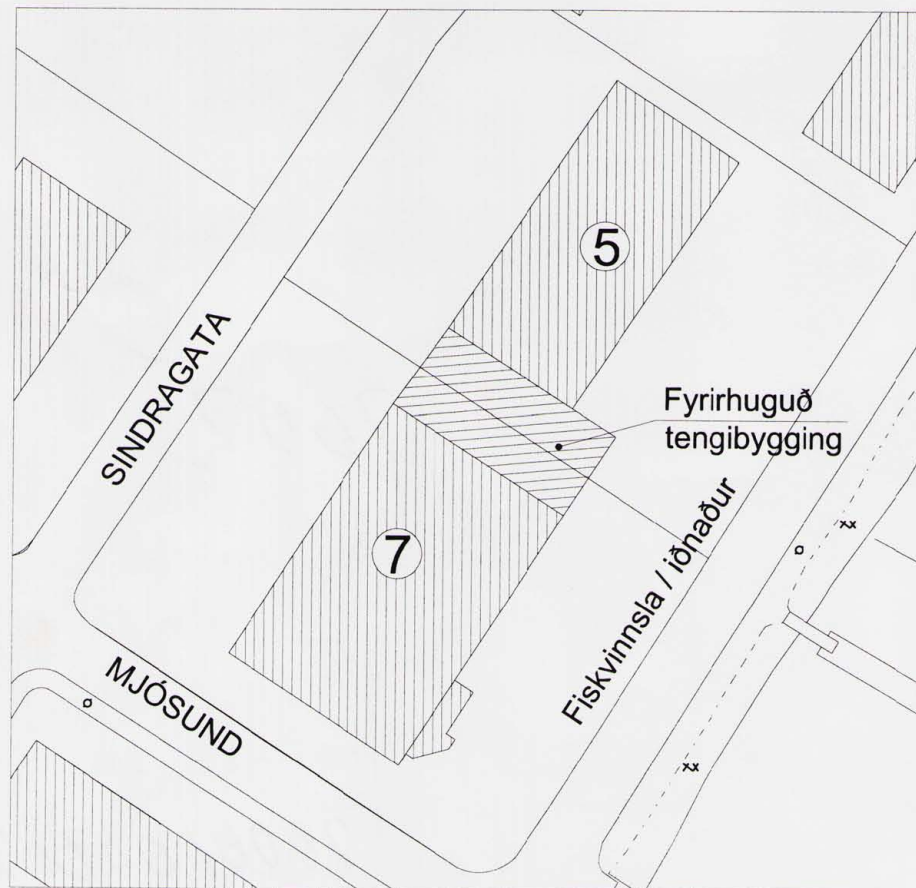 5
SINDRAGATA
Fyrirhuguð
tengibygging
7
Fiskvinnsla / iðnaður
MJÓSUND